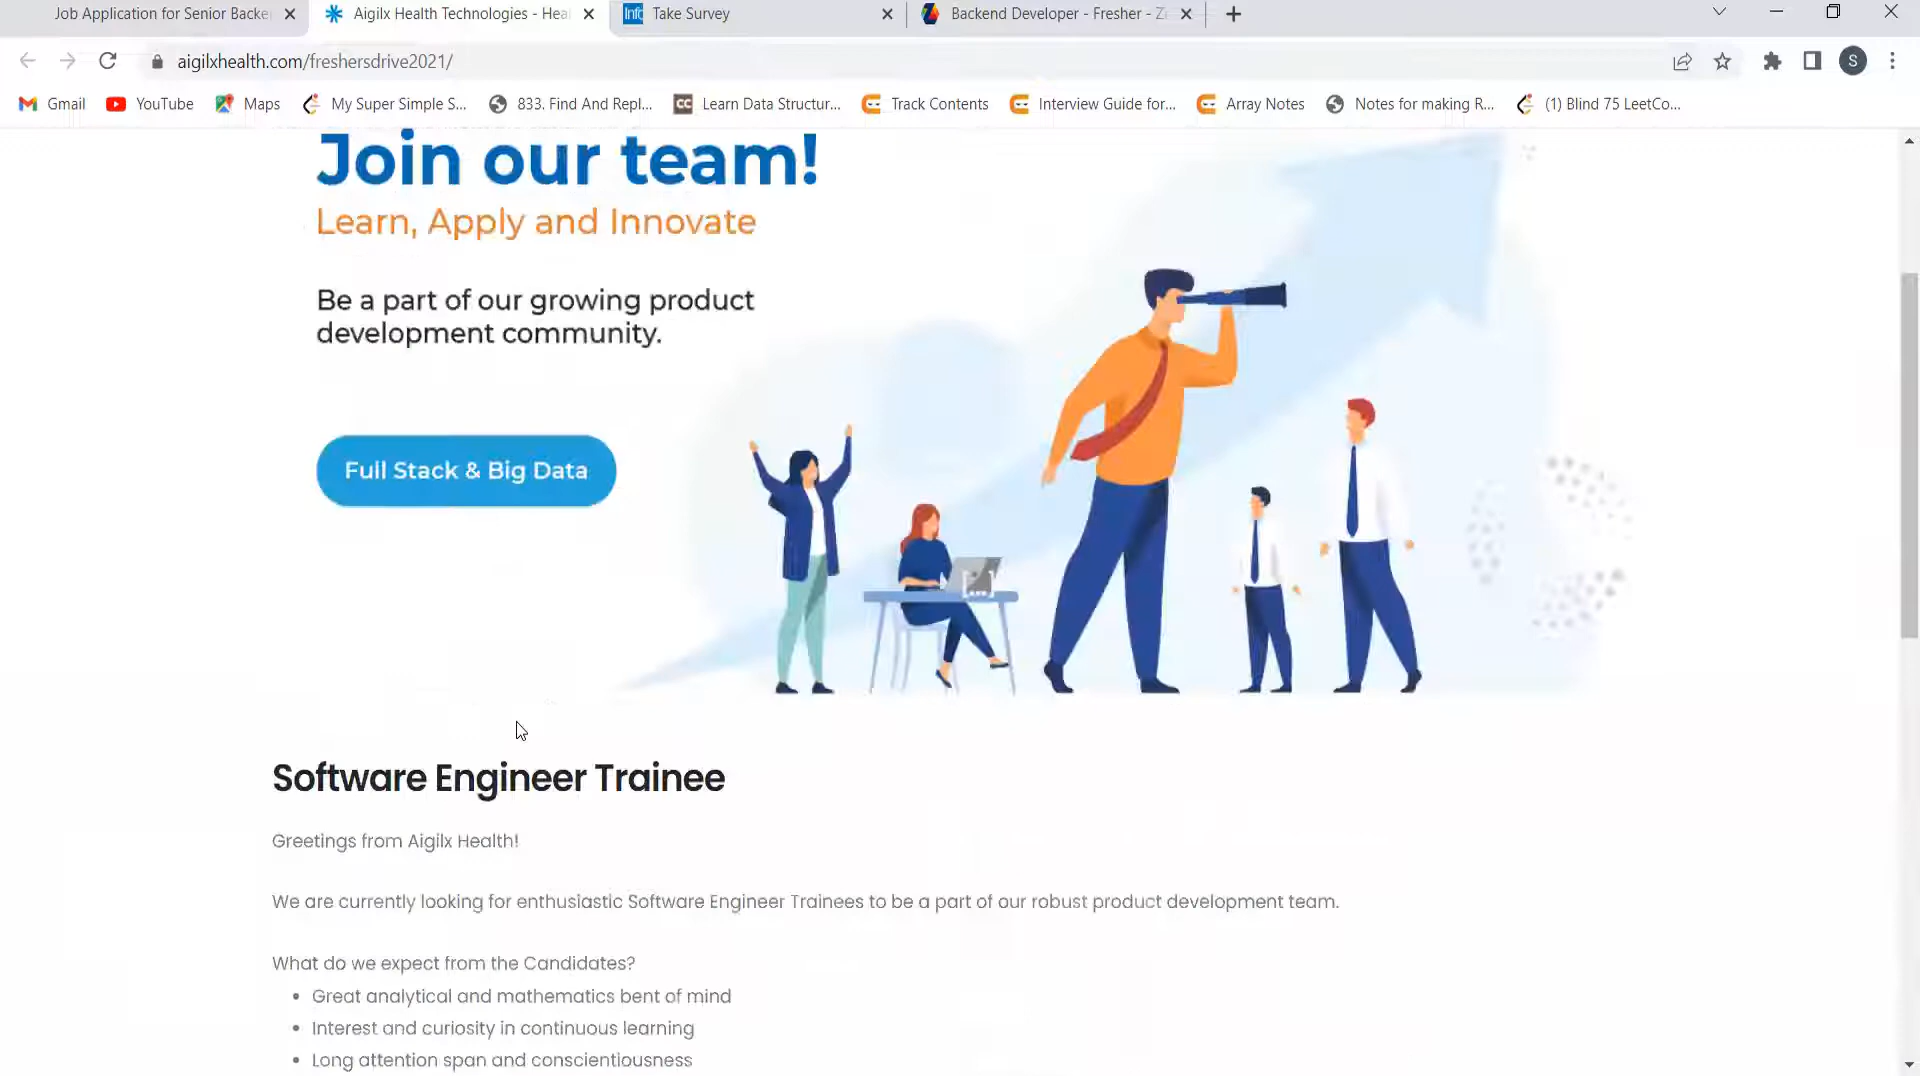 Job Application for Senior Backe
Aigilx Health Technologies - Hea
Info
Take Survey
Backend Developer - Fresher - Z
aigilxhealth.com/freshersdrive2021/
S
Gmail
YouTube
Maps
My Super Simple S...
833. Find And Repl...
CC
Learn Data Structur...
Track Contents
Interview Guide for...
Array Notes
Notes for making R...
(1) Blind 75 LeetCo...
Join our team!
Learn, Apply and Innovate
Be a part of our growing product
development community.
Full Stack & Big Data
Software Engineer Trainee
Greetings from Aigilx Health!
We are currently looking for enthusiastic Software Engineer Trainees to be a part of our robust product development team.
What do we expect from the Candidates?
• Great analytical and mathematics bent of mind
• Interest and curiosity in continuous learning
• Long attention span and conscientiousness